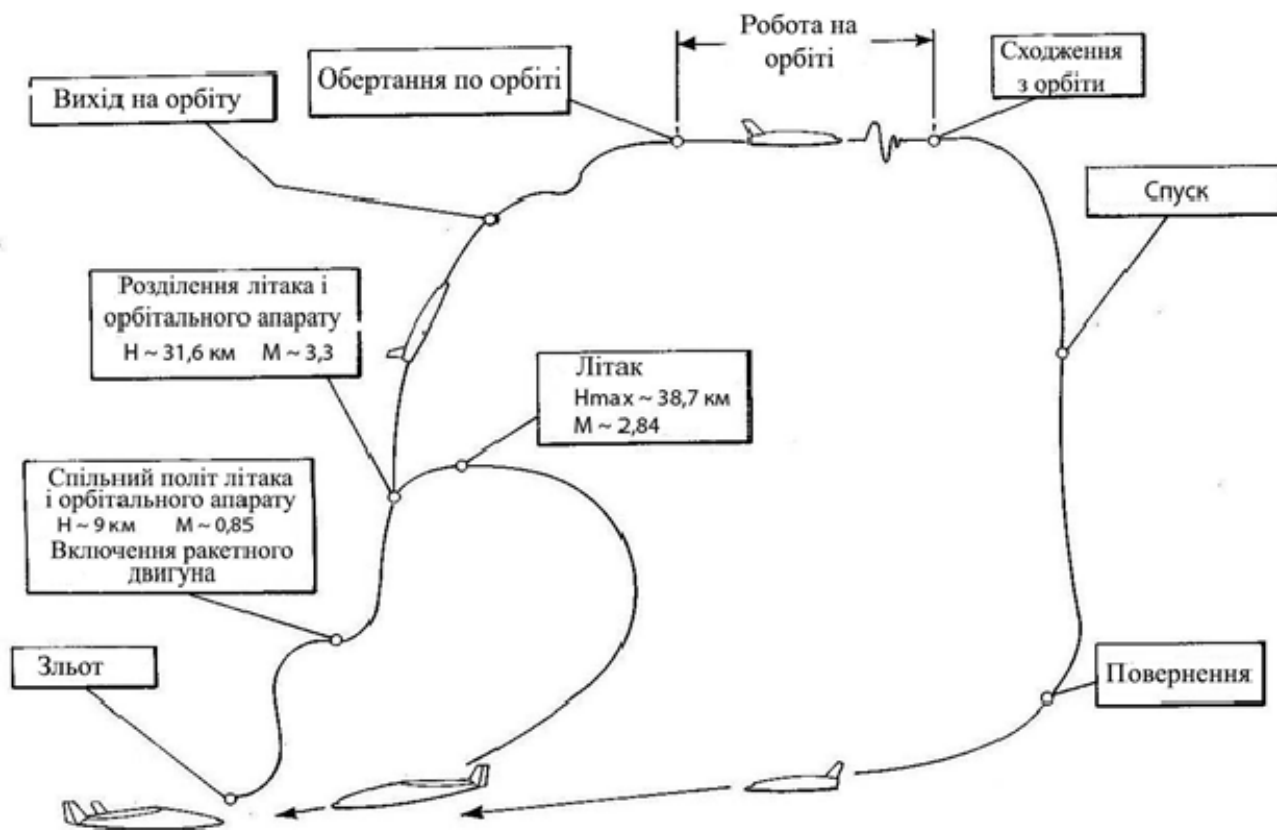 Робота на
орбіті
Обертання по орбіті
Сходження
з орбіти
Вихід на орбіту
Спуск
Розділення літака і
орбітального апарату
H ~ 31,6 км M ~ 3,3
Літак
Hmax ~ 38,7 км
M ~ 2,84
Спільний політ літака
і орбітального апарату
H ~ 9 км M ~ 0,85
Включення ракетного
двигуна
Зльот
Повернення